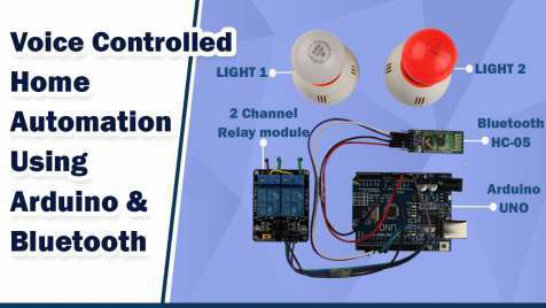 Voice Controlled
Home
Automation
Using
Arduino &
Bluetooth
LIGHT 1
LIGHT 2
2 Channel
Relay module
Bluetooth
HC-05
Arduino
UNO
UNO